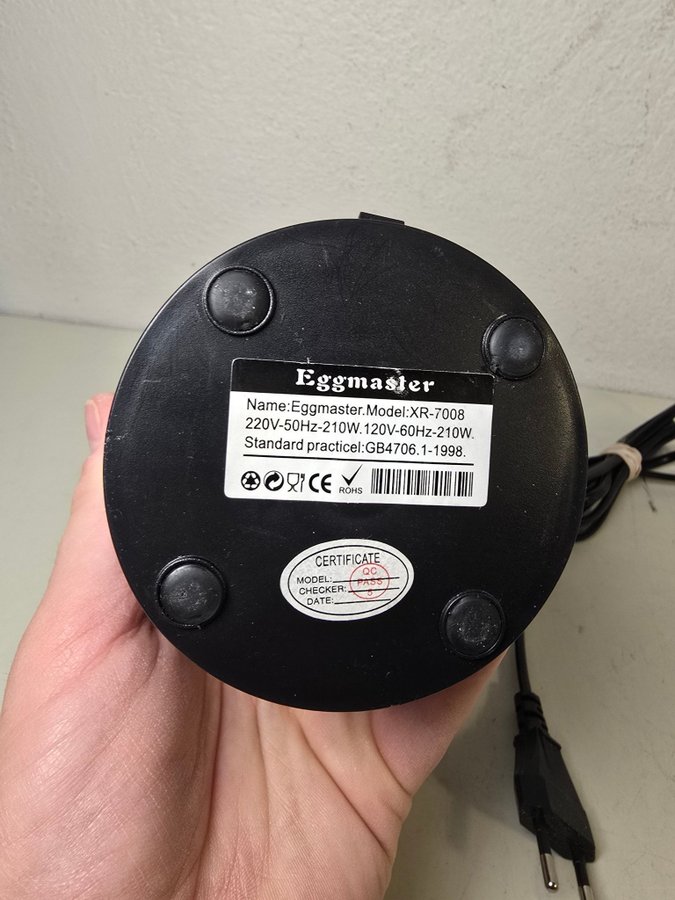 Eggmaster
Name:Eggmaster.Model:XR-7008
220V-50Hz-210W.120V-60Hz-210W.
Standard practicel:GB4706.1-1998.
CE
ROHS
CERTIFICATE
MODEL:
QC
CHECKER:
PASS
5
DATE: